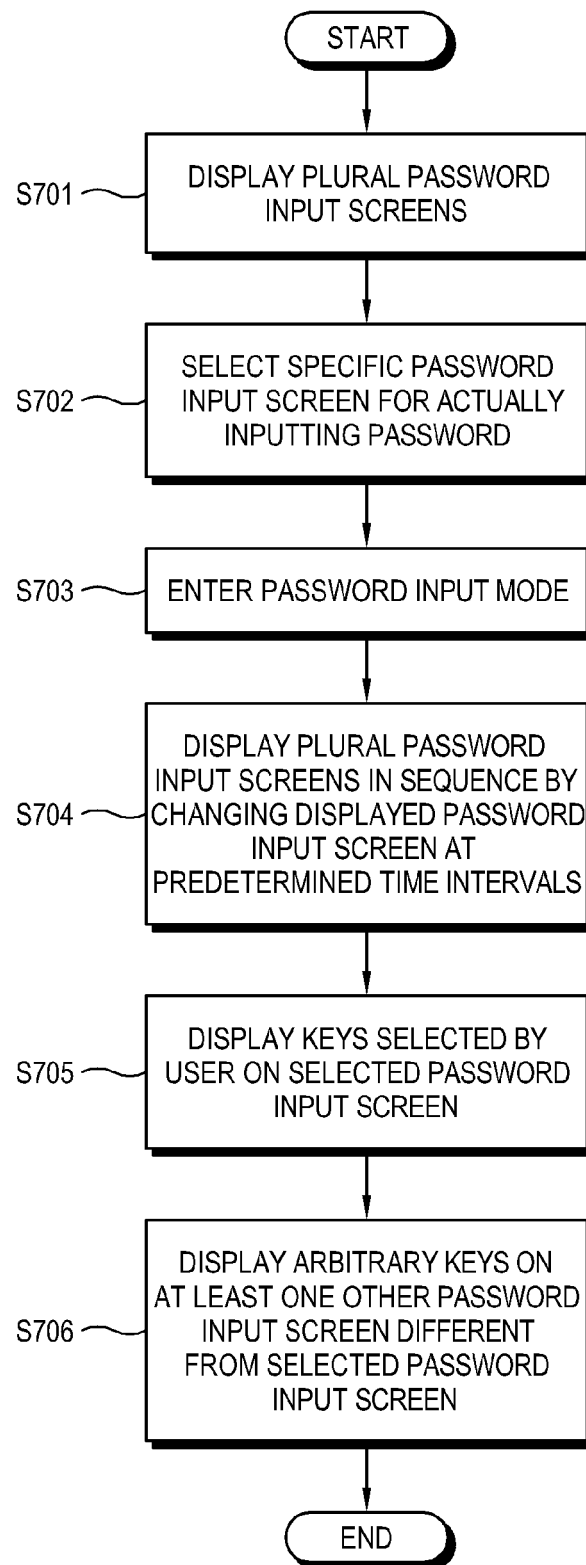 START
S701
DISPLAY PLURAL PASSWORD
INPUT SCREENS
S702
SELECT SPECIFIC PASSWORD
INPUT SCREEN FOR ACTUALLY
INPUTTING PASSWORD
S703
ENTER PASSWORD INPUT MODE
S704
DISPLAY PLURAL PASSWORD
INPUT SCREENS IN SEQUENCE BY
CHANGING DISPLAYED PASSWORD
INPUT SCREEN AT
PREDETERMINED TIME INTERVALS
S705
DISPLAY KEYS SELECTED BY
USER ON SELECTED PASSWORD
INPUT SCREEN
S706
DISPLAY ARBITRARY KEYS ON
AT LEAST ONE OTHER PASSWORD
INPUT SCREEN DIFFERENT
FROM SELECTED PASSWORD
INPUT SCREEN
END